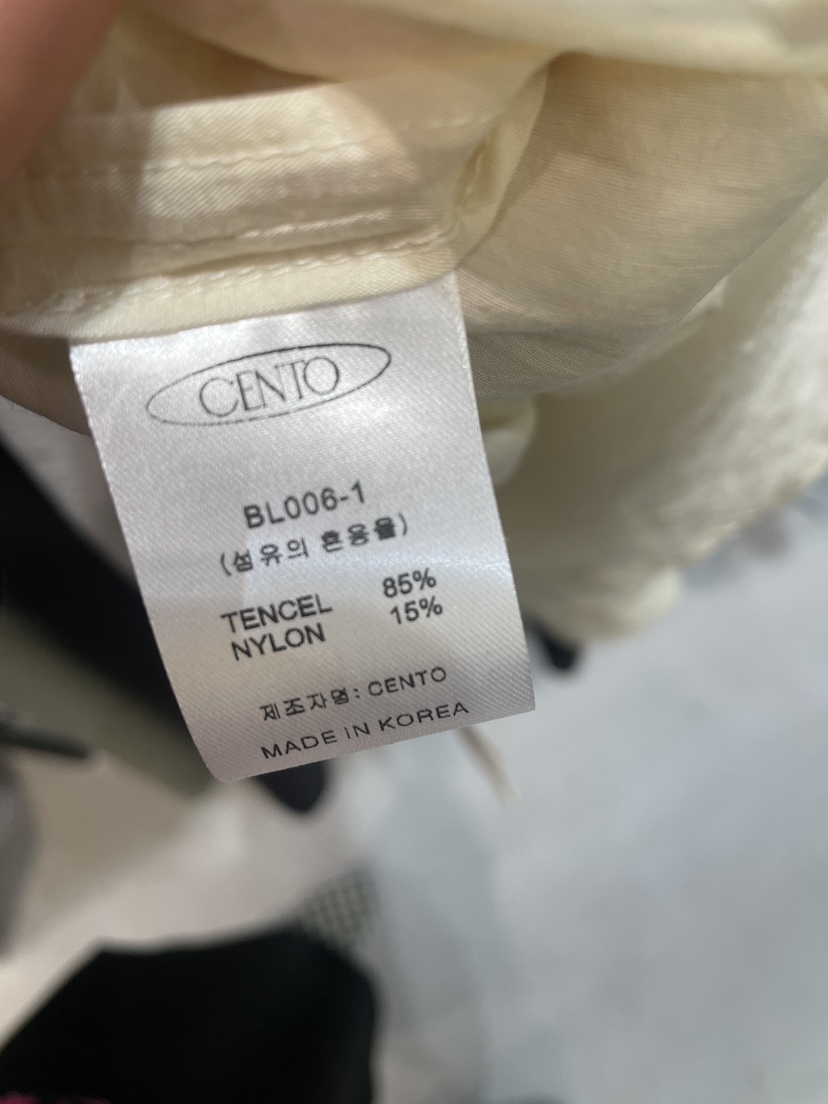 CENTO
BL006-1
(섬유의 혼용율)
TENCEL 85%
NYLON 15%
제조자명: CENTO
MADE IN KOREA